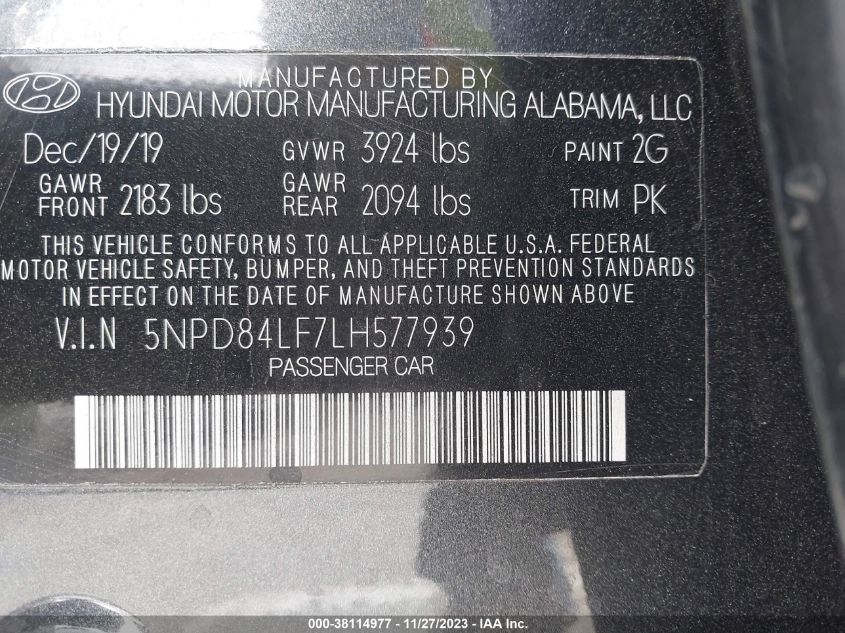 MANUFACTURED BY
HYUNDAI MOTOR MANUFACTURING ALABAMA, LLC
Dec/19/19 GVWR 3924 lbs PAINT 2G
GAWR FRONT 2183 lbs GAWR REAR 2094 lbs TRIM PK
THIS VEHICLE CONFORMS TO ALL APPLICABLE U.S.A. FEDERAL
MOTOR VEHICLE SAFETY, BUMPER, AND THEFT PREVENTION STANDARDS
IN EFFECT ON THE DATE OF MANUFACTURE SHOWN ABOVE
V.I.N 5NPD84LF7LH577939
PASSENGER CAR
000-38114977 - 11/27/2023 - IAA Inc.